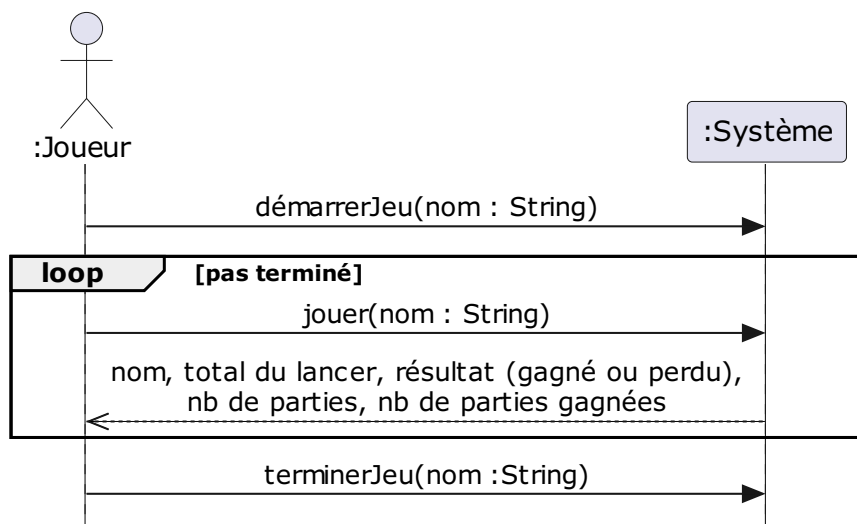 :Joueur
:Système
démarrerJeu(nom : String)
loop [pas terminé]
jouer(nom : String)
nom, total du lancer, résultat (gagné ou perdu),
nb de parties, nb de parties gagnées
terminerJeu(nom :String)